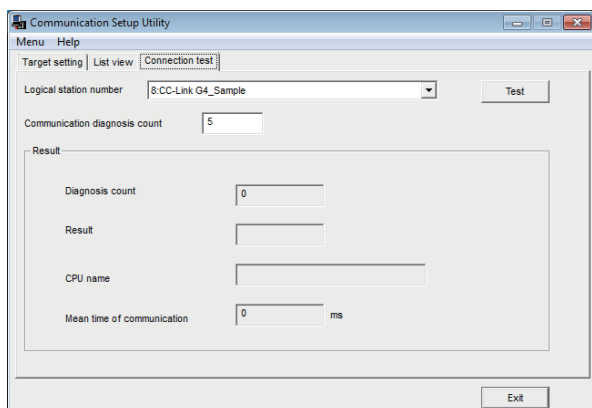 Communication Setup Utility
Menu Help
Target setting List view Connection test
Logical station number 8:CC-Link G4_Sample Test
Communication diagnosis count 5
Result
Diagnosis count 0
Result
CPU name
Mean time of communication 0 ms
Exit